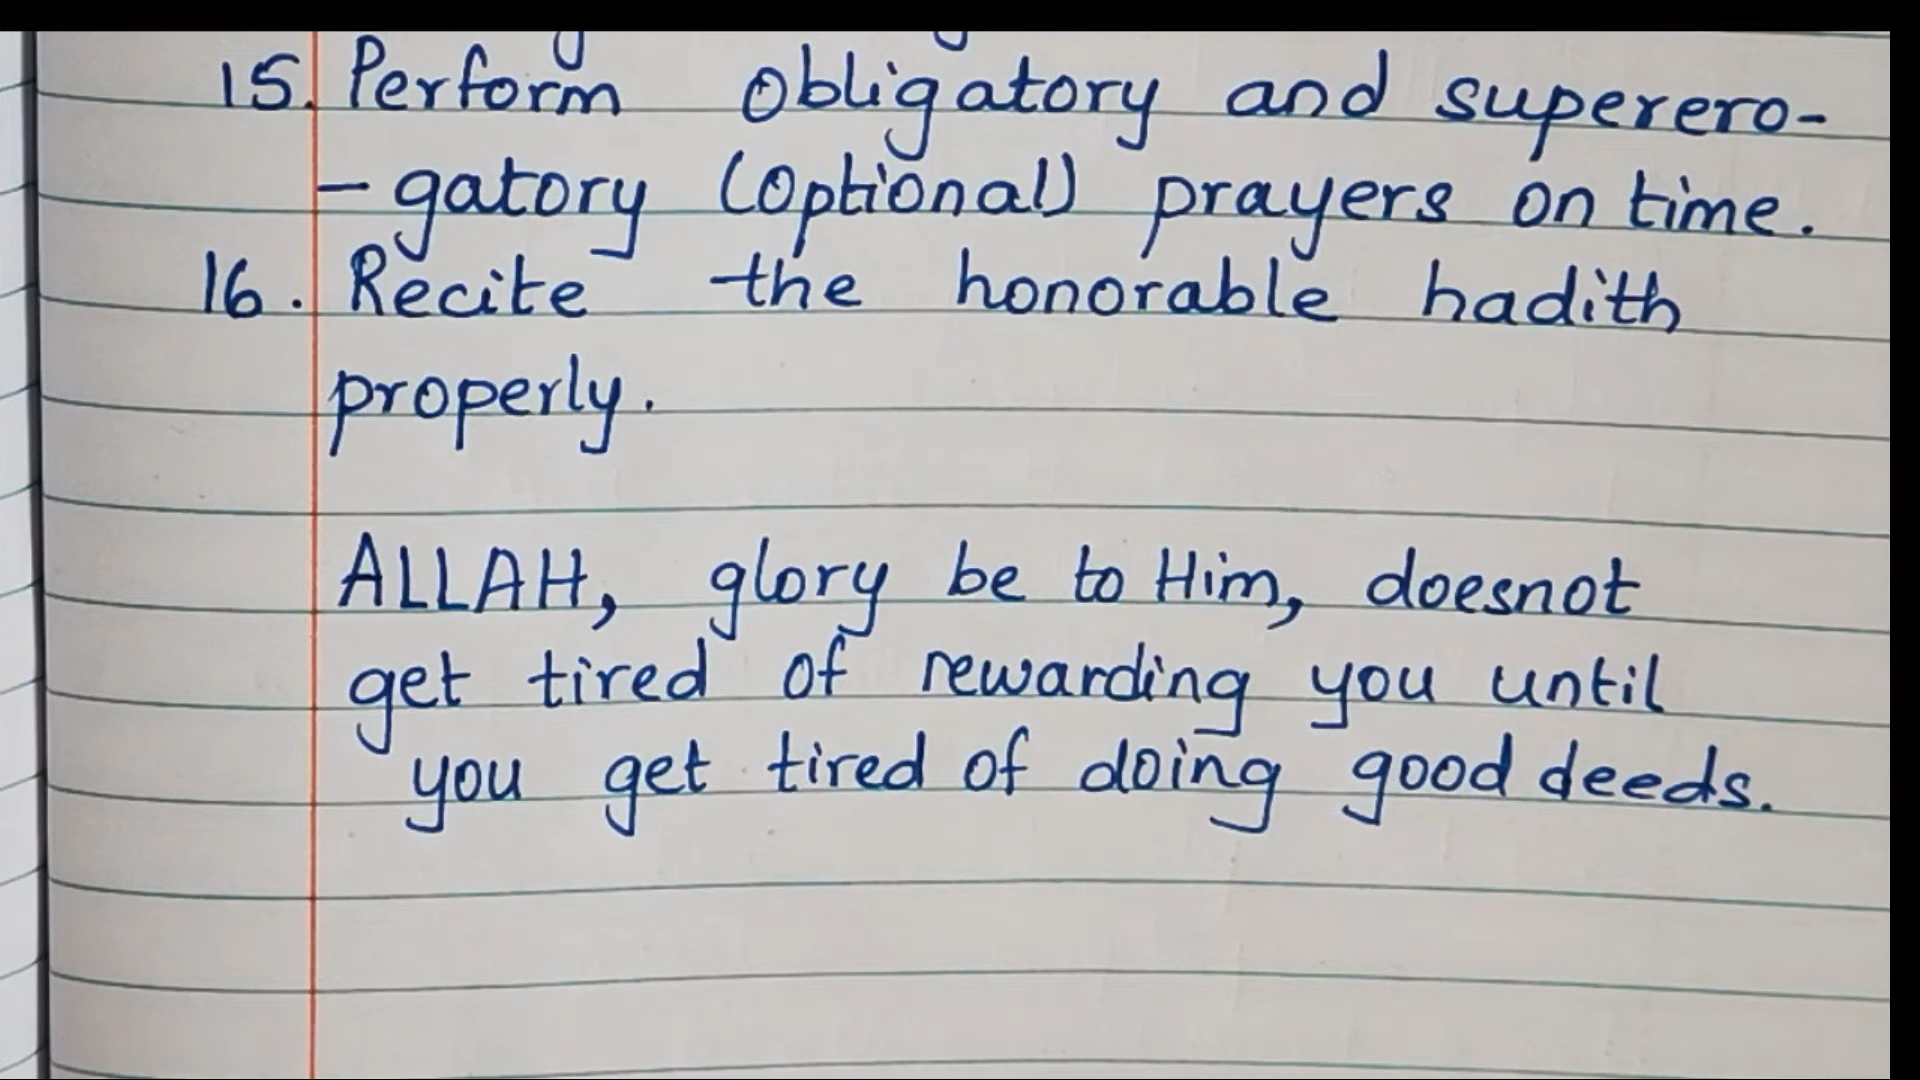 15. Perform obligatory and superero-
- gatory (optional) prayers on time.
16. Recite the honorable hadith
properly.
ALLAH, glory be to Him, doesnot
get tired of rewarding you until
you get tired of doing good deeds.